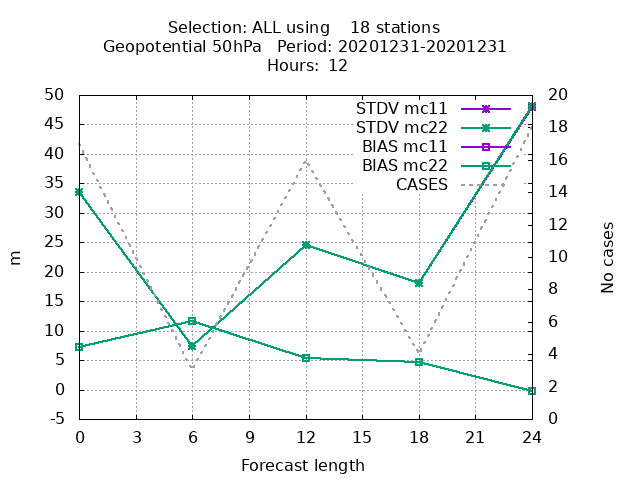 Selection: ALL using    18 stations
Geopotential 50hPa   Period: 20201231-20201231
Hours: 12
50
45
40
35
30
25
20
15
10
5
0
-5
20
18
16
14
12
10
8
6
4
2
0
STDV mc11
STDV mc22
BIAS mc11
BIAS mc22
CASES
m
No cases
0 3 6 9 12 15 18 21 24
Forecast length